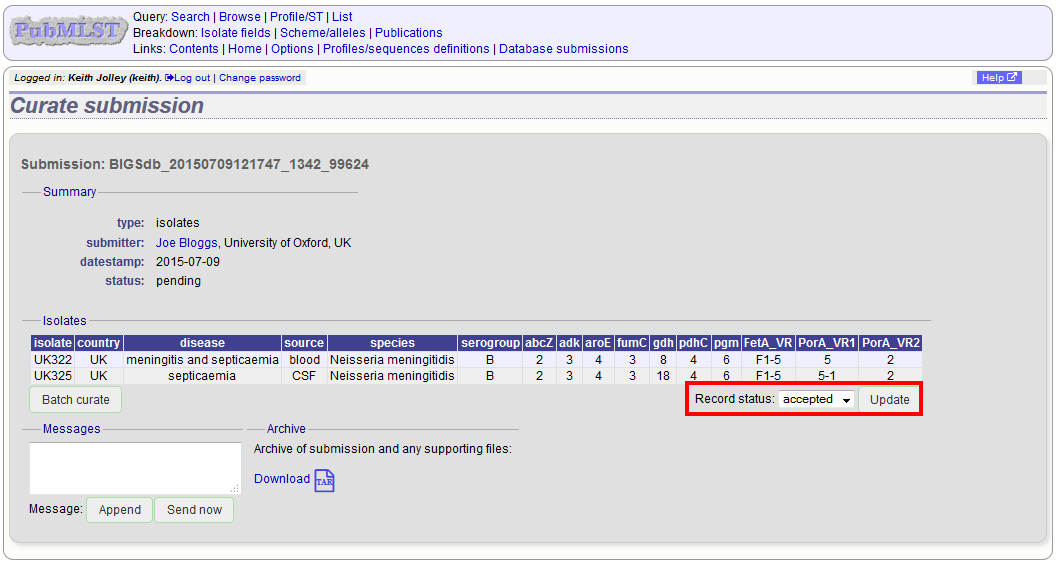 PubMLST
Query: Search | Browse | Profile/ST | List
Breakdown: Isolate fields | Scheme/alleles | Publications
Links: Contents | Home | Options | Profiles/sequences definitions | Database submissions
Logged in: Keith Jolley (keith). Log out | Change password
Help
Curate submission
Submission: BIGSdb_20150709121747_1342_99624
Summary
type: isolates
submitter: Joe Bloggs, University of Oxford, UK
datestamp: 2015-07-09
status: pending
Isolates
isolate country disease source species serogroup abcZ adk aroE fumC gdh pdhC pgm FetA_VR PorA_VR1 PorA_VR2
UK322 UK meningitis and septicaemia blood Neisseria meningitidis B 2 3 4 3 8 4 6 F1-5 5 2
UK325 UK septicaemia CSF Neisseria meningitidis B 2 3 4 3 18 4 6 F1-5 5-1 2
Batch curate Record status: accepted Update
Messages Archive
Archive of submission and any supporting files:
Download TAR
Message: Append Send now